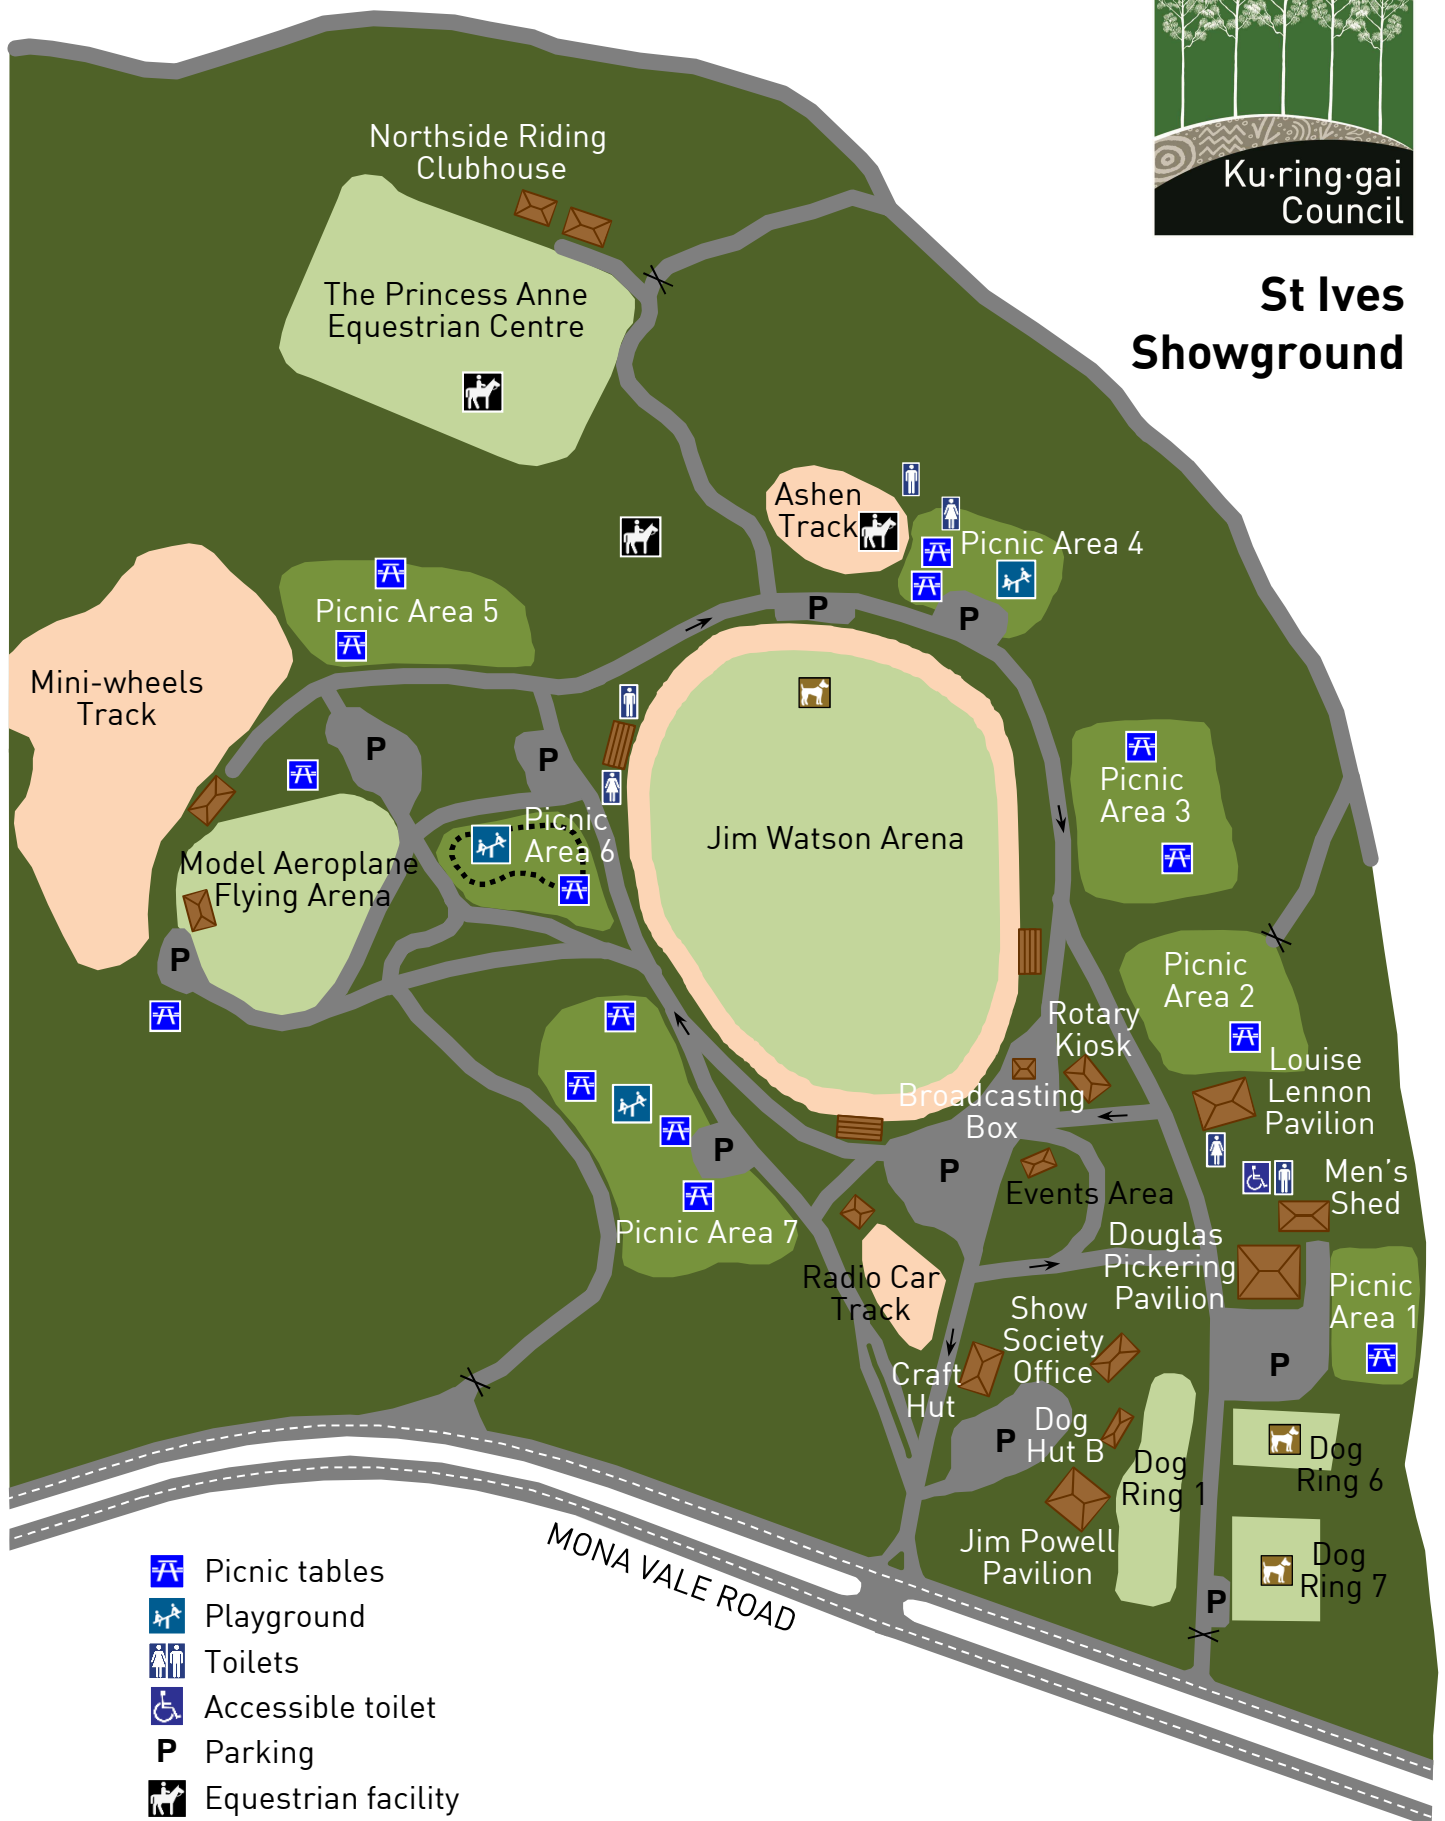 Ku·ring·gai
Council
St Ives
Showground
Northside Riding
Clubhouse
The Princess Anne
Equestrian Centre
Ashen
Track
Picnic Area 4
Picnic Area 5
P
P
Mini-wheels
Track
P
P
Picnic
Area 3
Picnic
Area 6
Jim Watson Arena
Model Aeroplane
Flying Arena
P
Picnic
Area 2
Rotary
Kiosk
Louise
Lennon
Pavilion
Broadcasting
Box
P
P
Men's
Shed
Events Area
Picnic Area 7
Douglas
Pickering
Pavilion
Radio Car
Track
Picnic
Area 1
Show
Society
Office
P
Craft
Hut
Dog
Hut B
P
Dog
Ring 1
Dog
Ring 6
Jim Powell
Pavilion
Dog
Ring 7
P
MONA VALE ROAD
Picnic tables
Playground
Toilets
Accessible toilet
P Parking
Equestrian facility